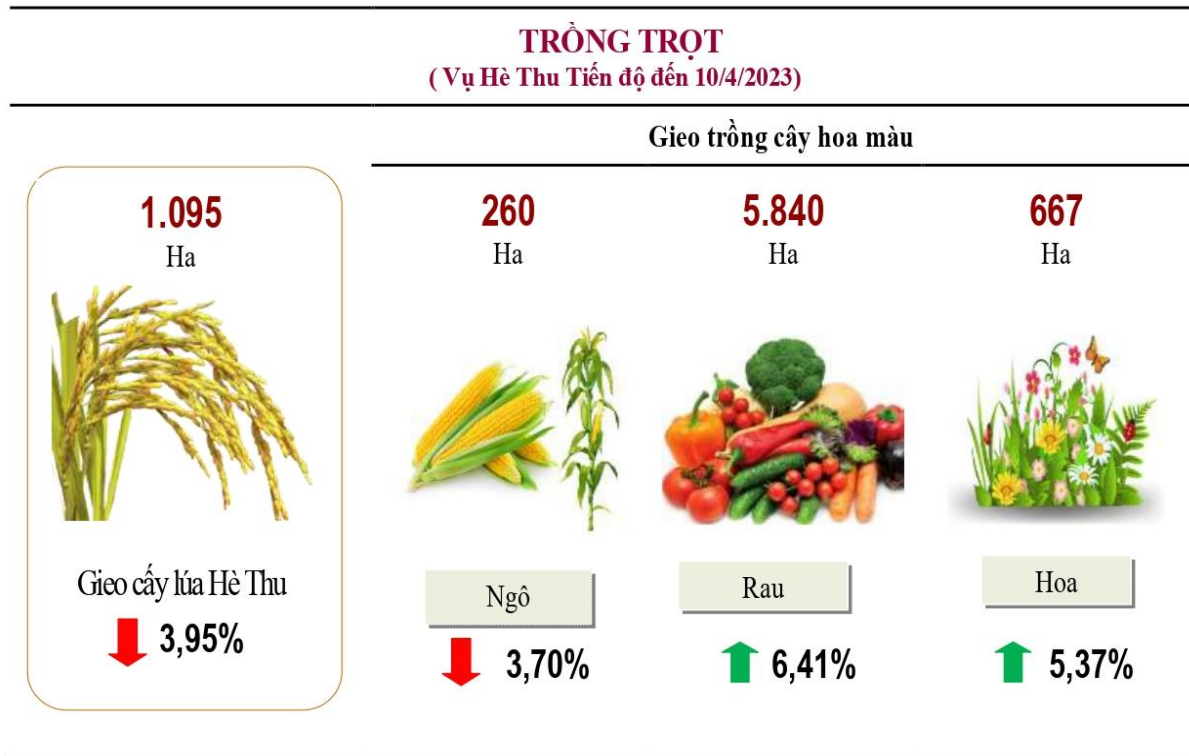 TRỒNG TRỌT
( Vụ Hè Thu Tiến độ đến 10/4/2023)
Gieo trồng cây hoa màu
1.095
Ha
Gieo cấy lúa Hè Thu
3,95%
260
Ha
Ngô
3,70%
5.840
Ha
Rau
6,41%
667
Ha
Hoa
5,37%